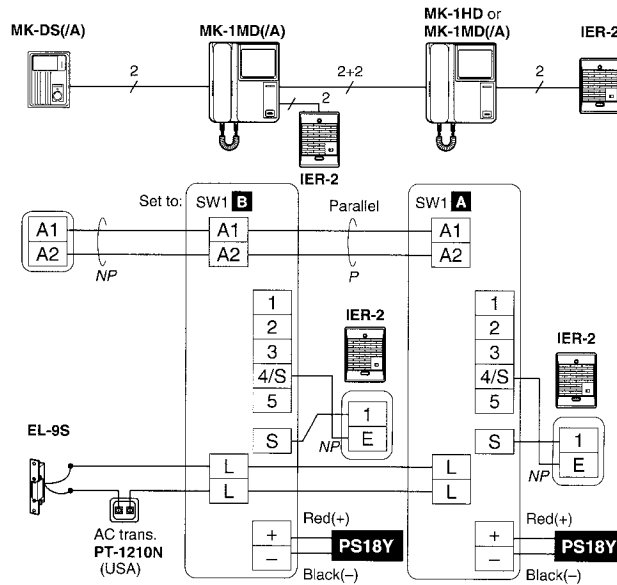 MK-DS(/A)
MK-1MD(/A)
MK-1HD or
MK-1MD(/A)
IER-2
2
2+2
2
2
IER-2
Set to:
SW1 B
Parallel
SW1 A
A1
A2
NP
A1
A2
P
A1
A2
1
2
3
4/S
5
S
IER-2
1
E
NP
1
2
3
4/S
5
S
IER-2
1
E
NP
EL-9S
L
L
L
L
AC trans.
PT-1210N
(USA)
+
–
Red(+)
PS18Y
Black(–)
+
–
Red(+)
PS18Y
Black(–)